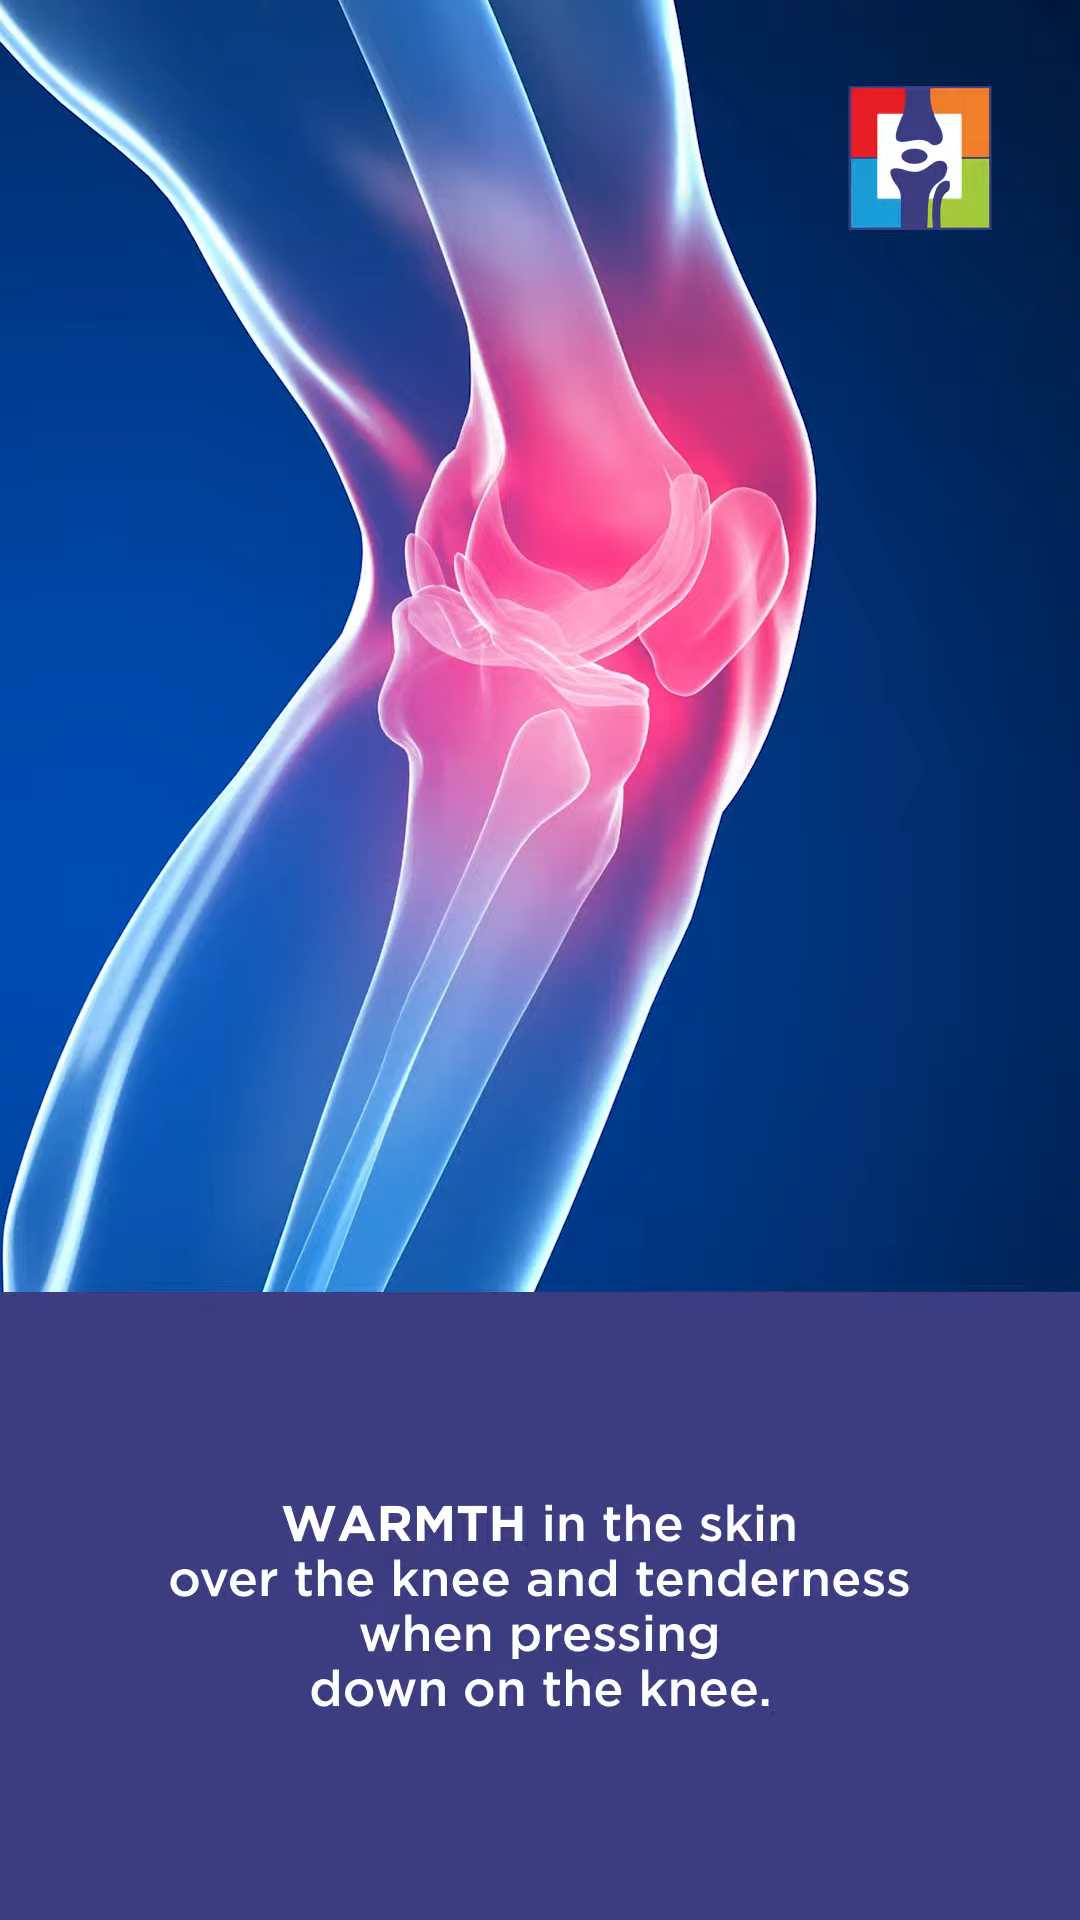 WARMTH in the skin
over the knee and tenderness
when pressing
down on the knee.